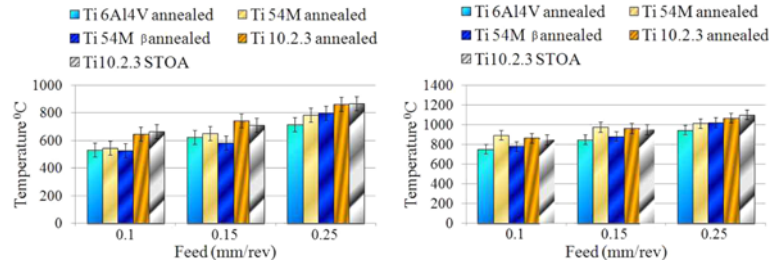 Ti 6Al4V annealed Ti 54M annealed
Ti 54M βannealed Ti 10.2.3 annealed
Ti10.2.3 STOA
1000
800
600
400
200
0
Temperature ⁰C
0.1 0.15 0.25
Feed (mm/rev)
Ti 6Al4V annealed Ti 54M annealed
Ti 54M βannealed Ti 10.2.3 annealed
Ti10.2.3 STOA
1400
1200
1000
800
600
400
200
0
Temperature ⁰C
0.1 0.15 0.25
Feed (mm/rev)